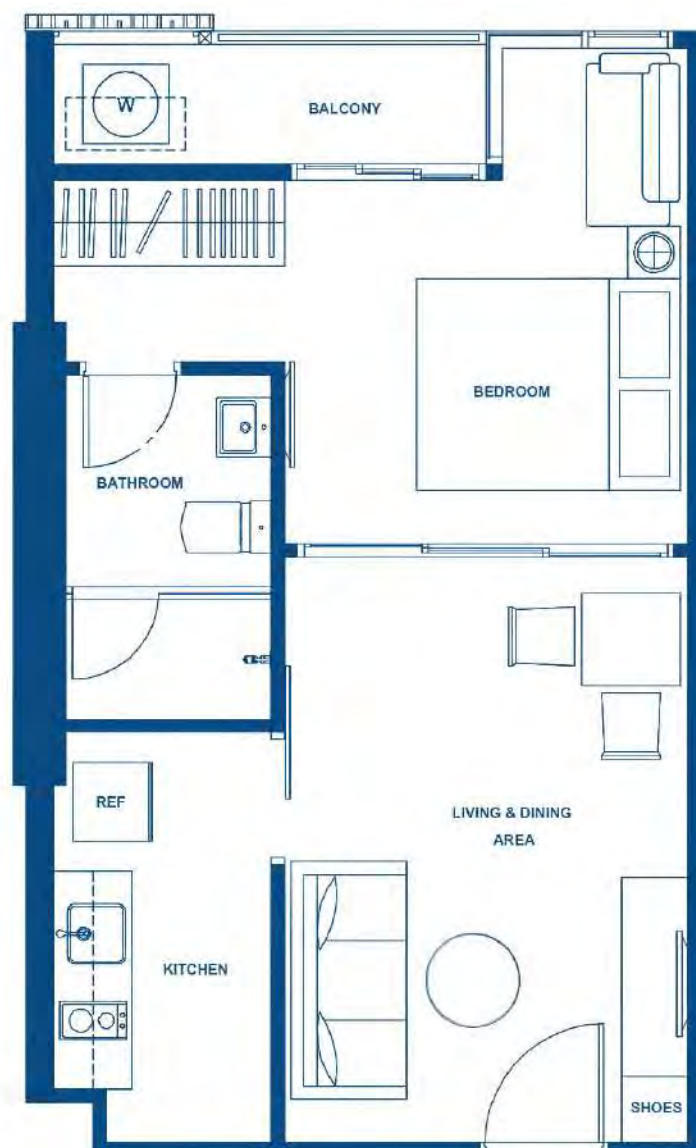 W
BALCONY
BEDROOM
BATHROOM
REF
LIVING & DINING
AREA
KITCHEN
SHOES